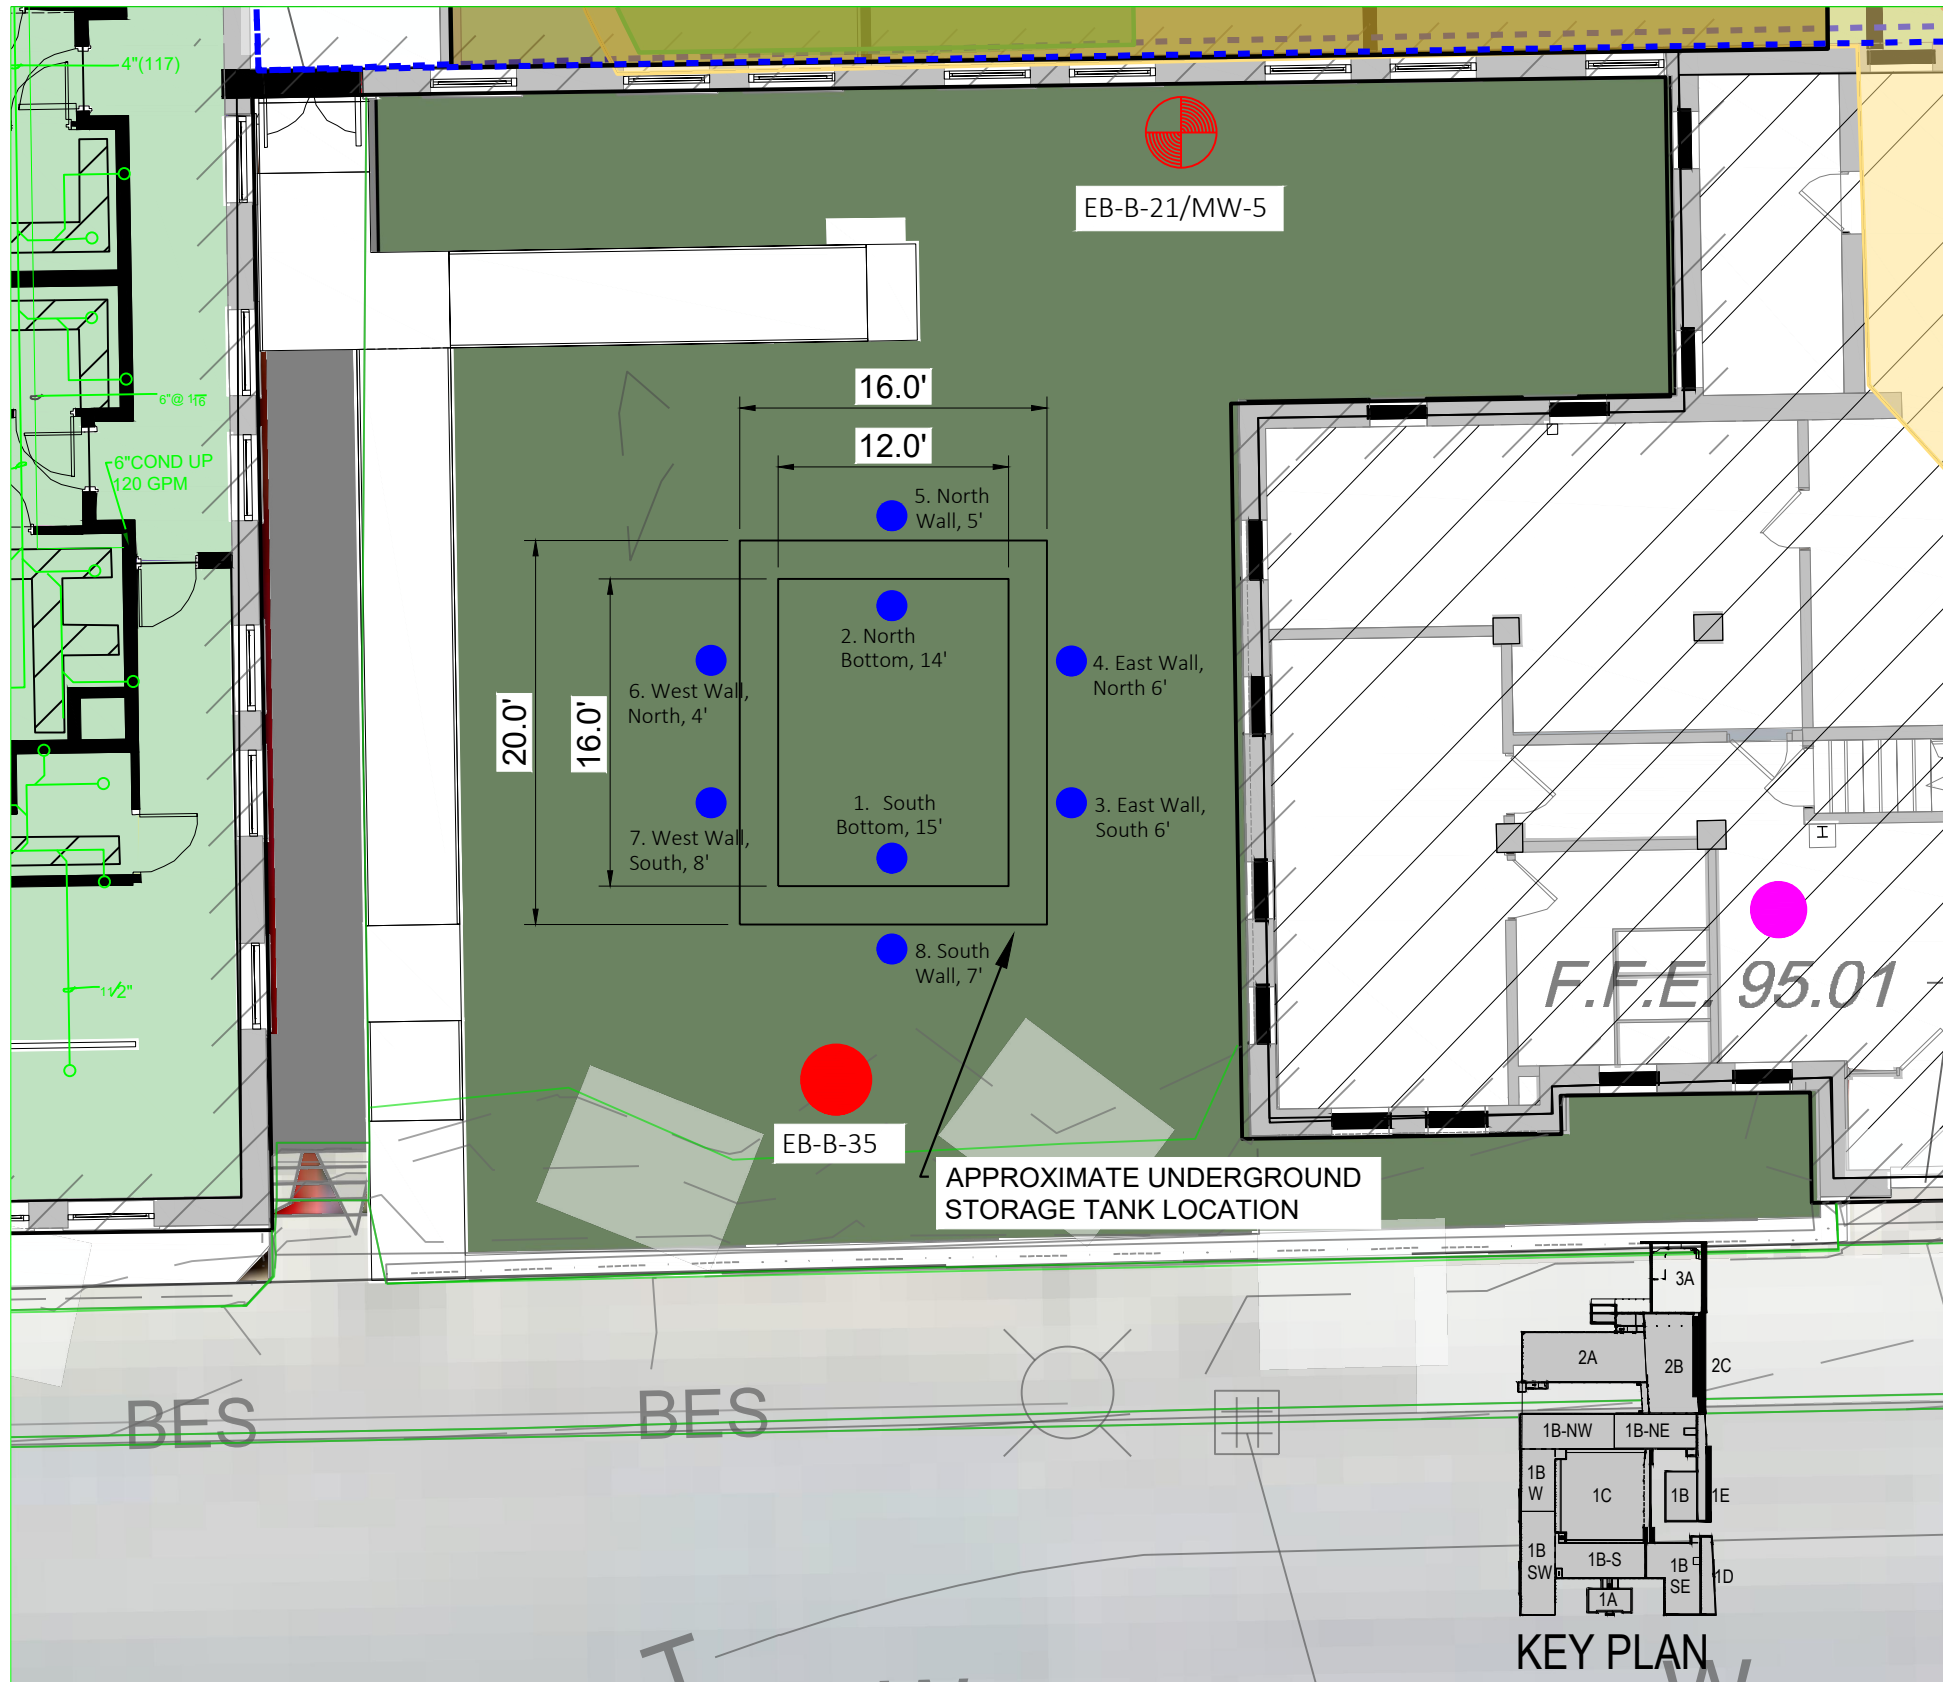 4"(117)
EB-B-21/MW-5
16.0'
6"@ 1/16
12.0'
6"COND UP
120 GPM
5. North
Wall, 5'
2. North
Bottom, 14'
4. East Wall,
North 6'
6. West Wall,
North, 4'
20.0'
16.0'
1. South
Bottom, 15'
3. East Wall,
South 6'
7. West Wall,
South, 8'
H
8. South
Wall, 7'
F.F.E. 95.01
1 1/2"
EB-B-35
APPROXIMATE UNDERGROUND
STORAGE TANK LOCATION
3A
2A
2B
2C
BES
BES
1B-NW
1B-NE
1B
W
1C
1B
1E
1B
SW
1B-S
1B
SE
1D
1A
KEY PLAN
T
W